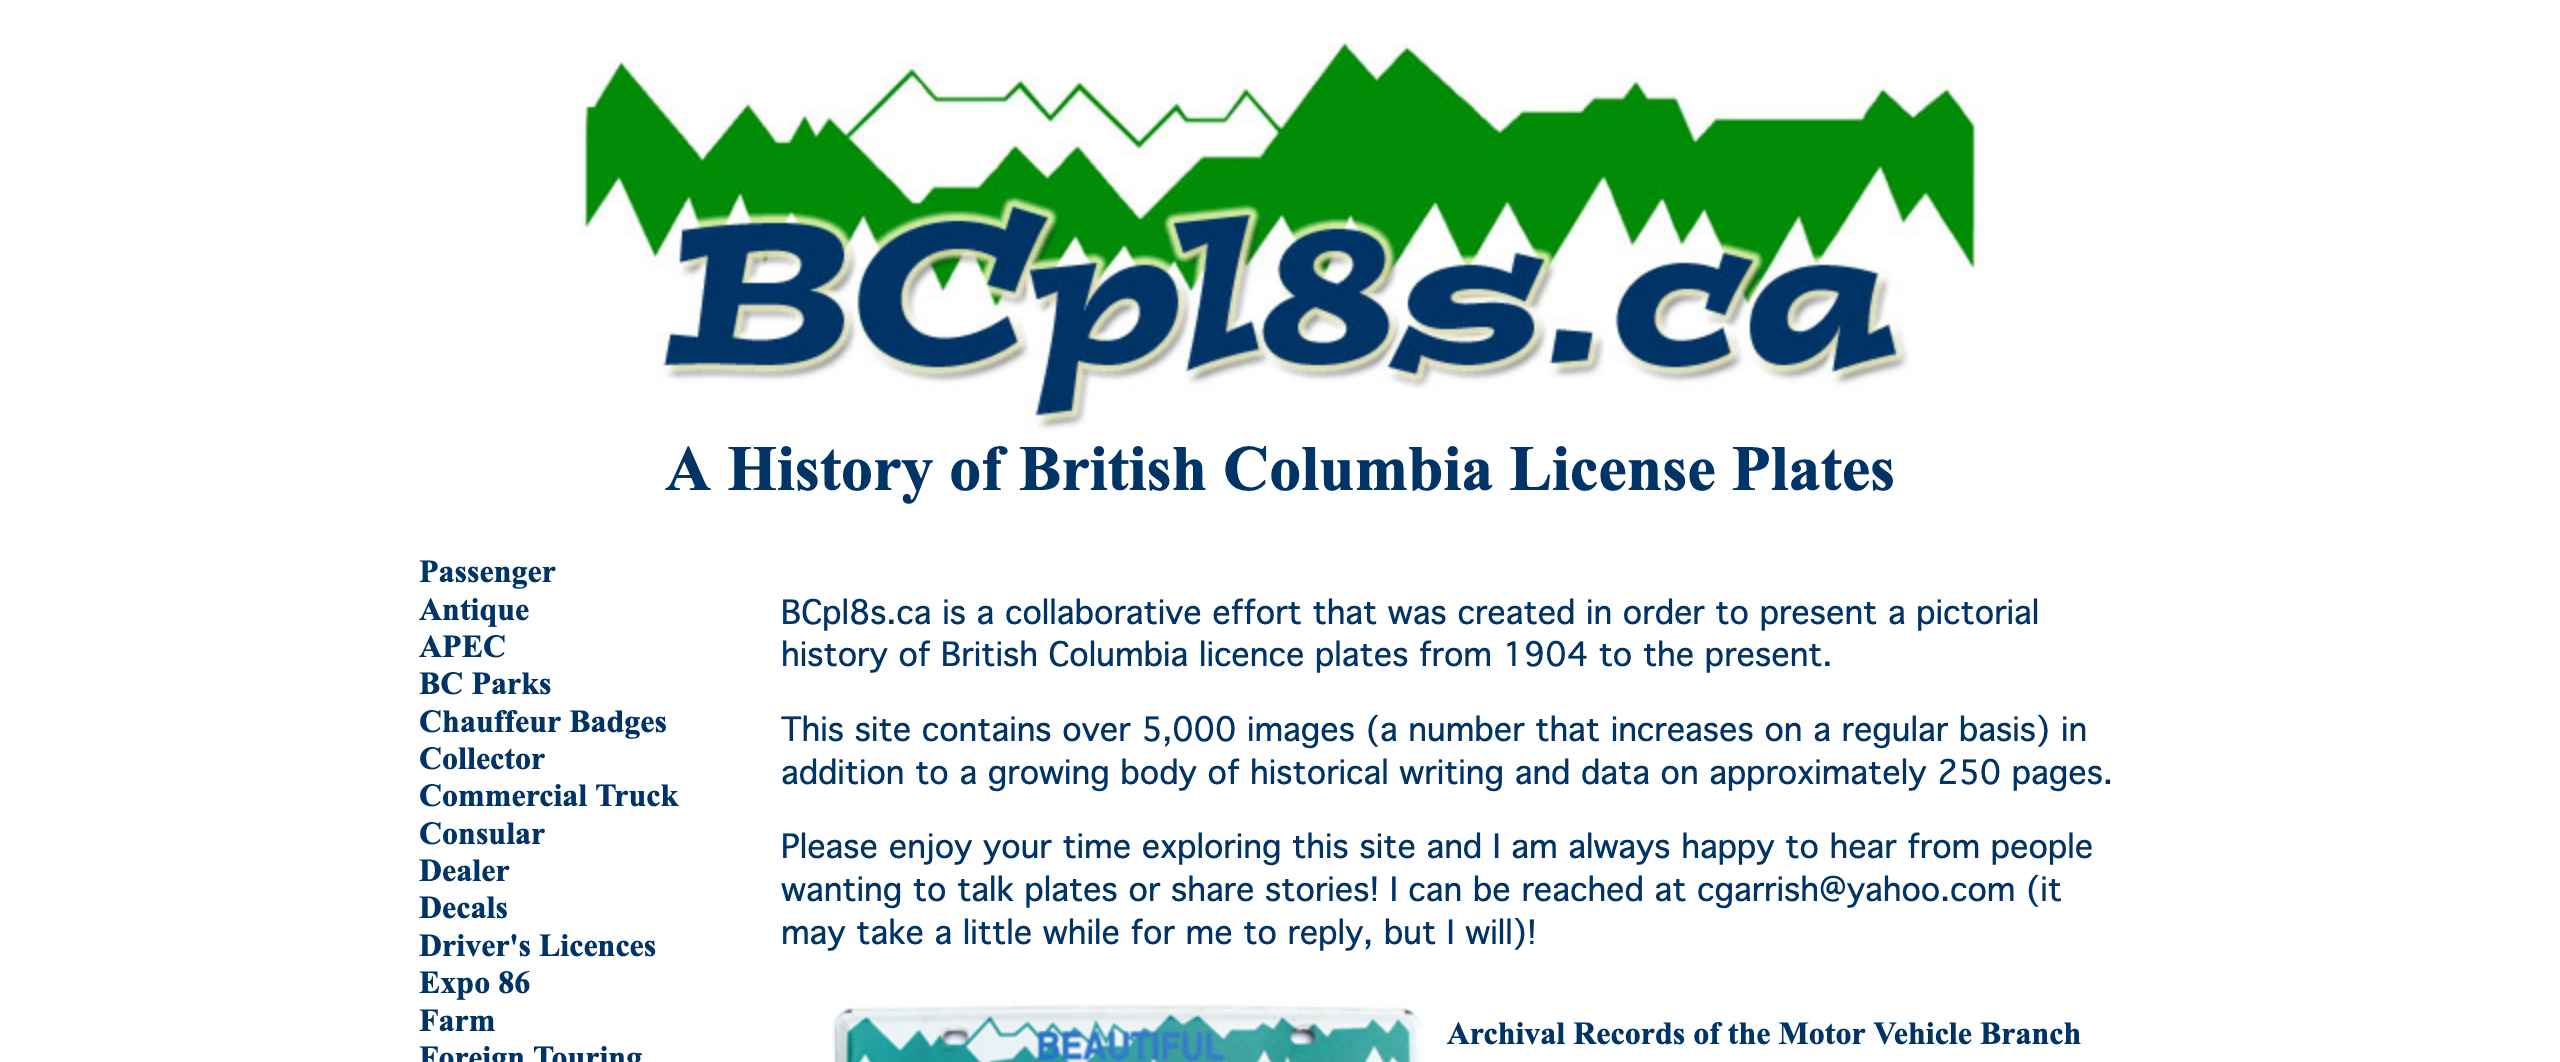 BCpl8s.ca
A History of British Columbia License Plates
Passenger
Antique
APEC
BC Parks
Chauffeur Badges
Collector
Commercial Truck
Consular
Dealer
Decals
Driver's Licences
Expo 86
Farm
Foreign Touring
BCpl8s.ca is a collaborative effort that was created in order to present a pictorial
history of British Columbia licence plates from 1904 to the present.
This site contains over 5,000 images (a number that increases on a regular basis) in
addition to a growing body of historical writing and data on approximately 250 pages.
Please enjoy your time exploring this site and I am always happy to hear from people
wanting to talk plates or share stories! I can be reached at cgarrish@yahoo.com (it
may take a little while for me to reply, but I will)!
BEAUTIFUL
Archival Records of the Motor Vehicle Branch